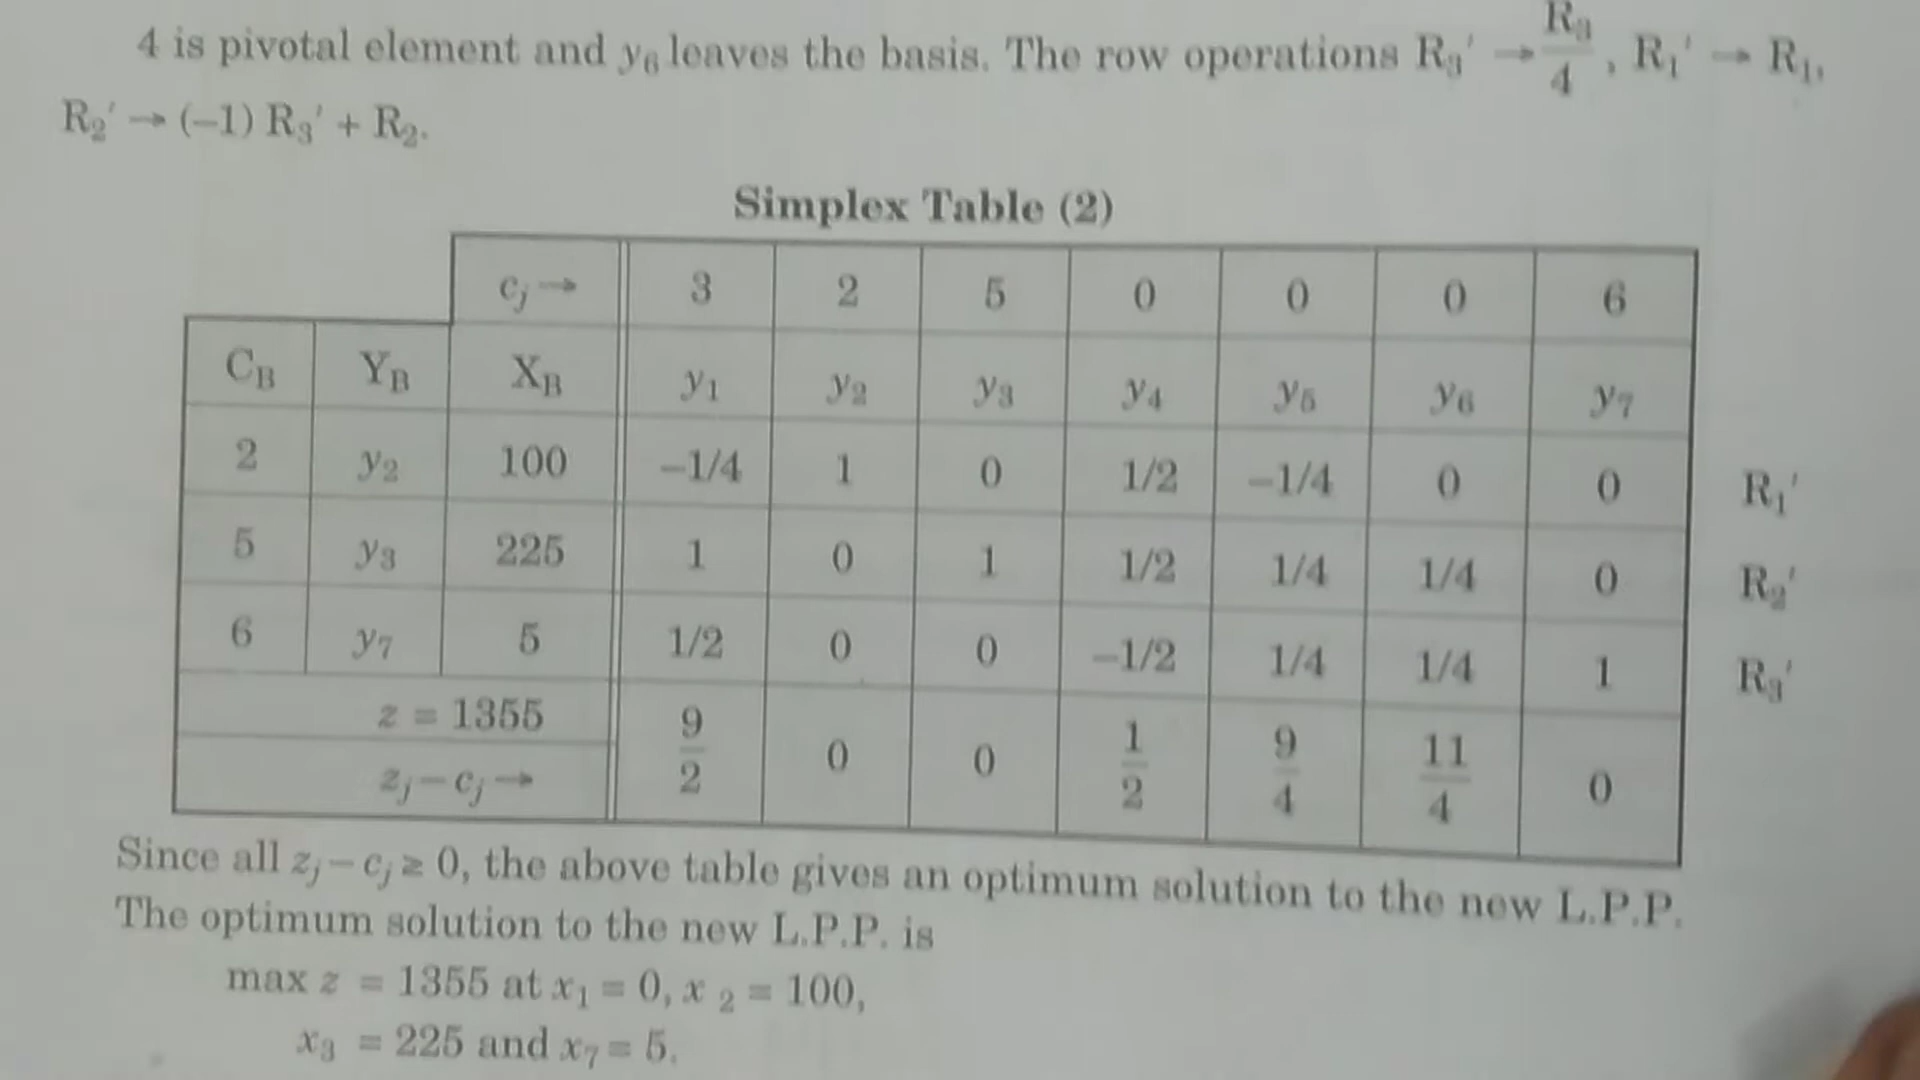 4 is pivotal element and y₆ leaves the basis. The row operations R₃′ → R₃/4, R₁′ → R₁,
R₂′ → (–1) R₃′ + R₂.
Simplex Table (2)
cⱼ → 3 2 5 0 0 0 6
C_B Y_B X_B y₁ y₂ y₃ y₄ y₅ y₆ y₇
2 y₂ 100 –1/4 1 0 1/2 –1/4 0 0 R₁′
5 y₃ 225 1 0 1 1/2 1/4 1/4 0 R₂′
6 y₇ 5 1/2 0 0 –1/2 1/4 1/4 1 R₃′
z = 1355
zⱼ – cⱼ → 9/2 0 0 1/2 9/4 11/4 0
Since all zⱼ – cⱼ ≥ 0, the above table gives an optimum solution to the new L.P.P.
The optimum solution to the new L.P.P. is
max z = 1355 at x₁ = 0, x ₂ = 100,
x₃ = 225 and x₇ = 5.